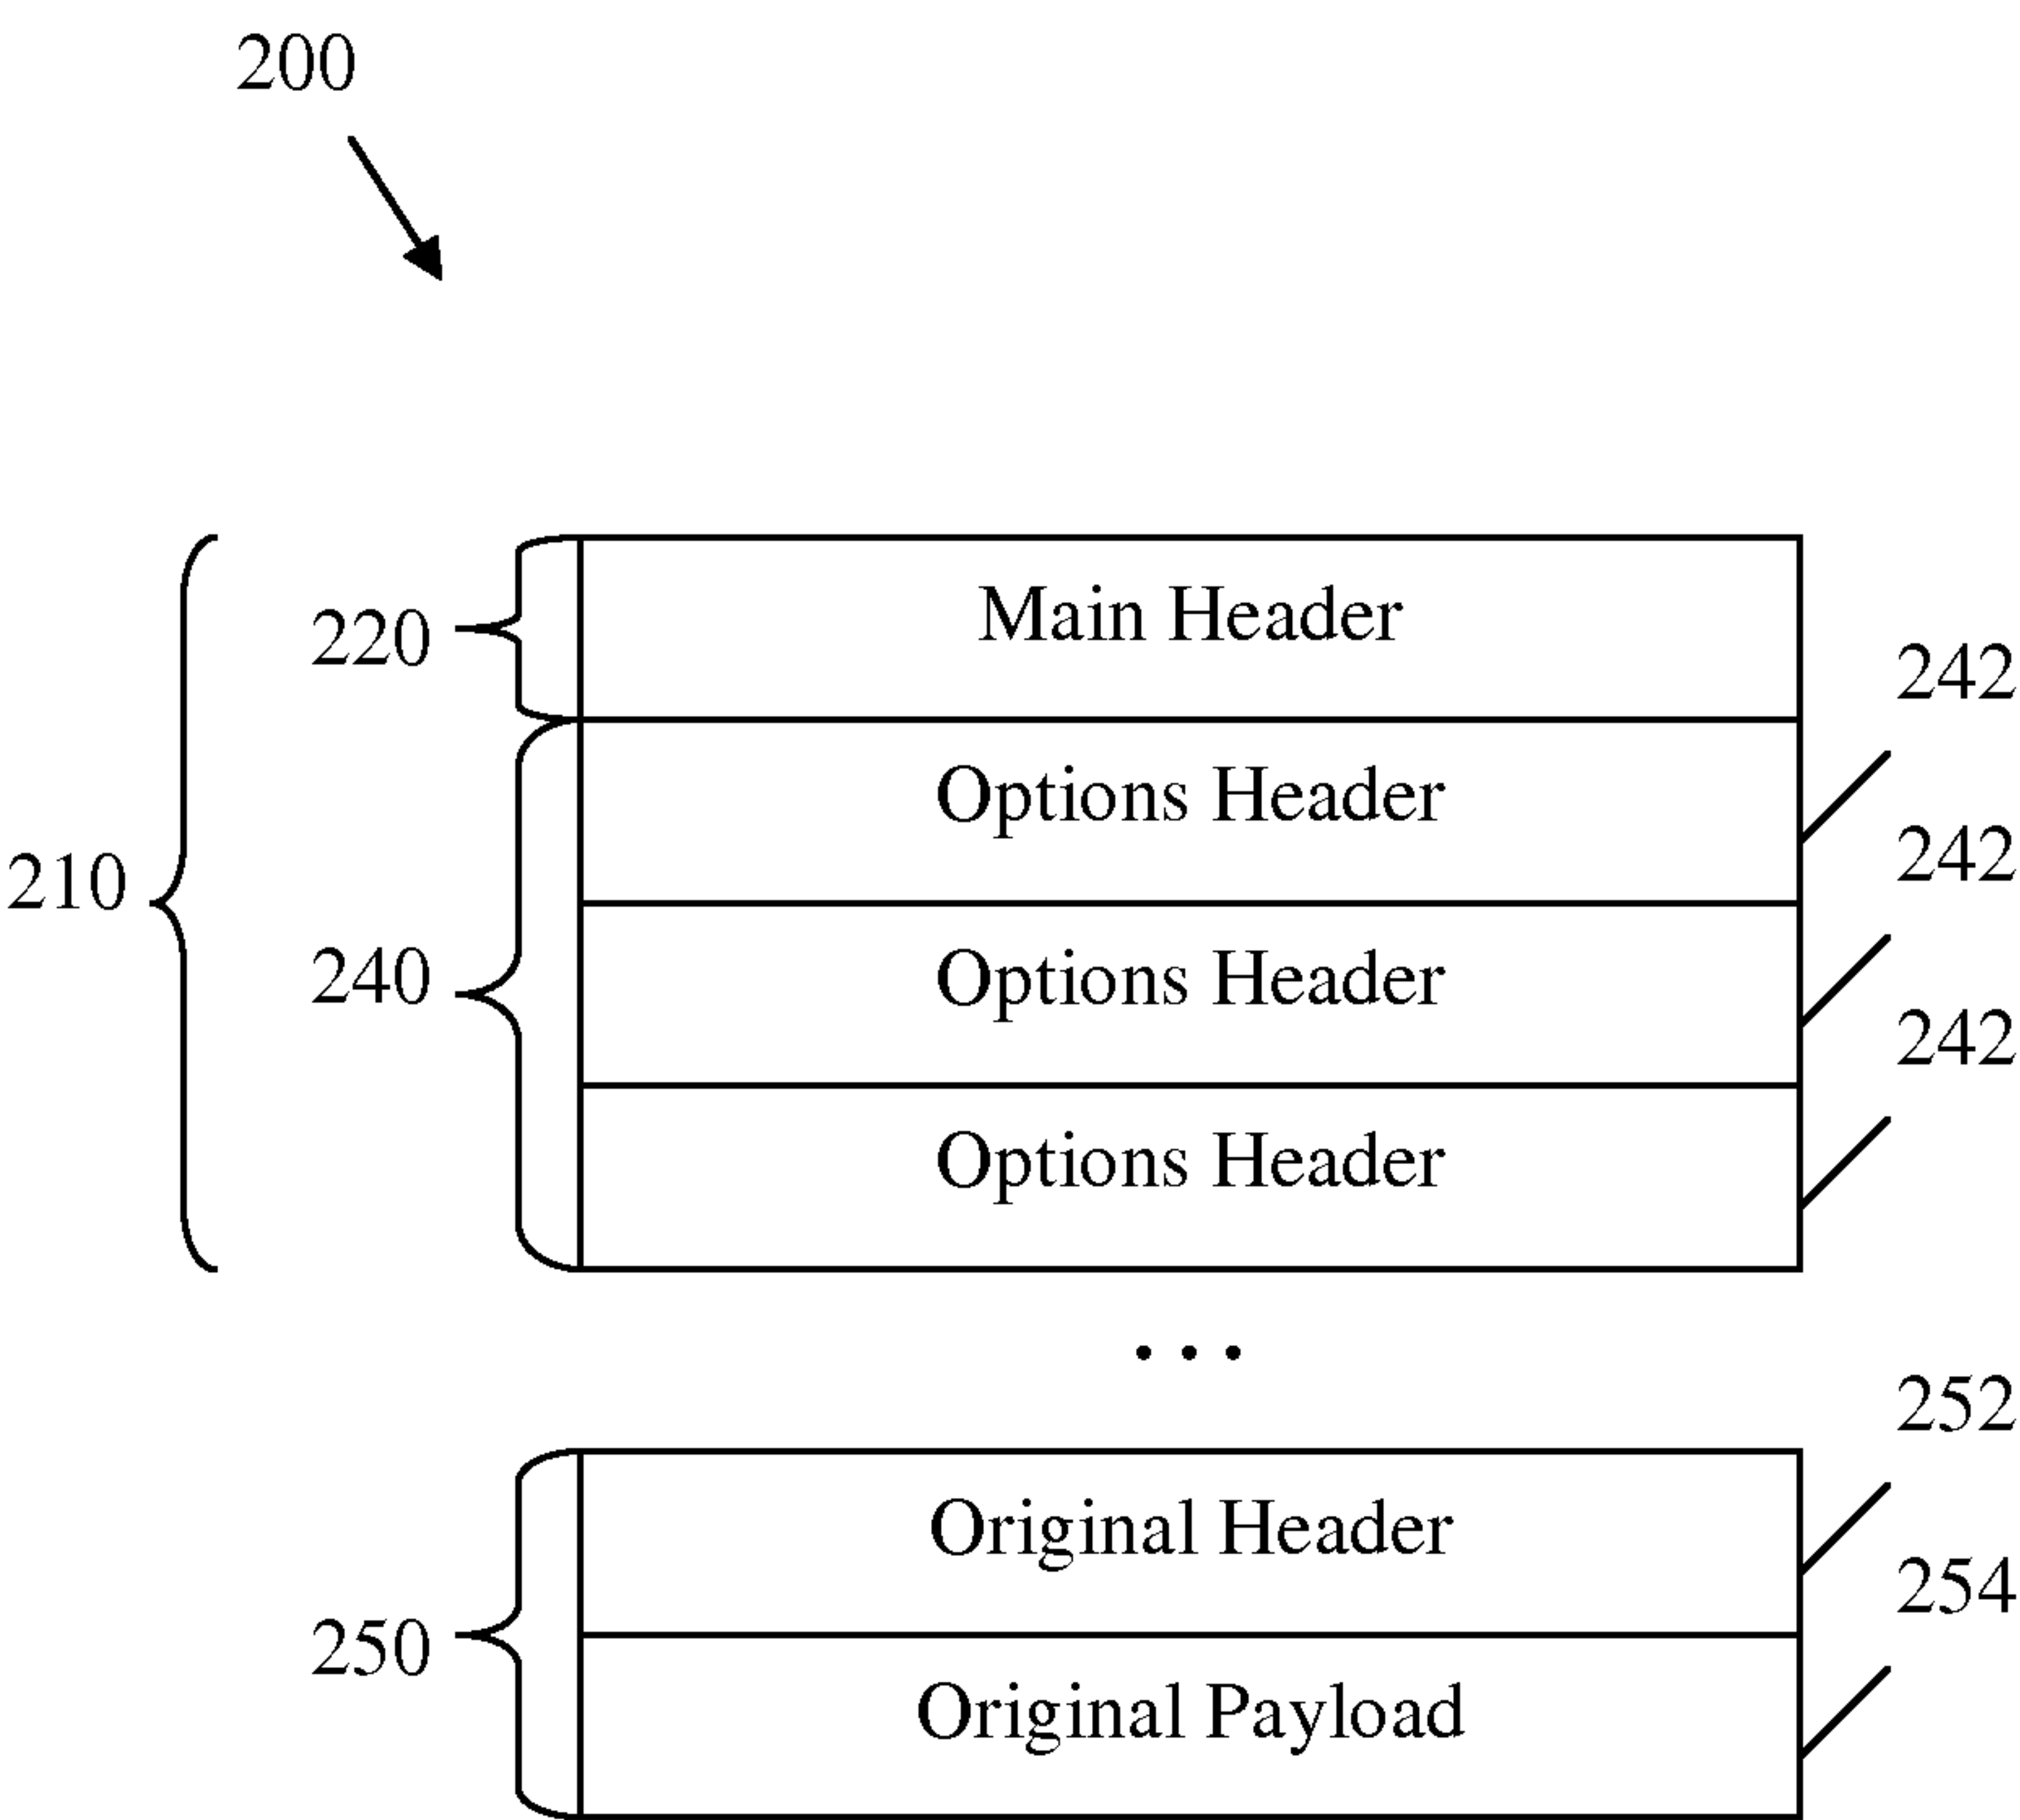 200
220
Main Header
242
Options Header
242
210
240
Options Header
242
Options Header
...
252
Original Header
254
250
Original Payload